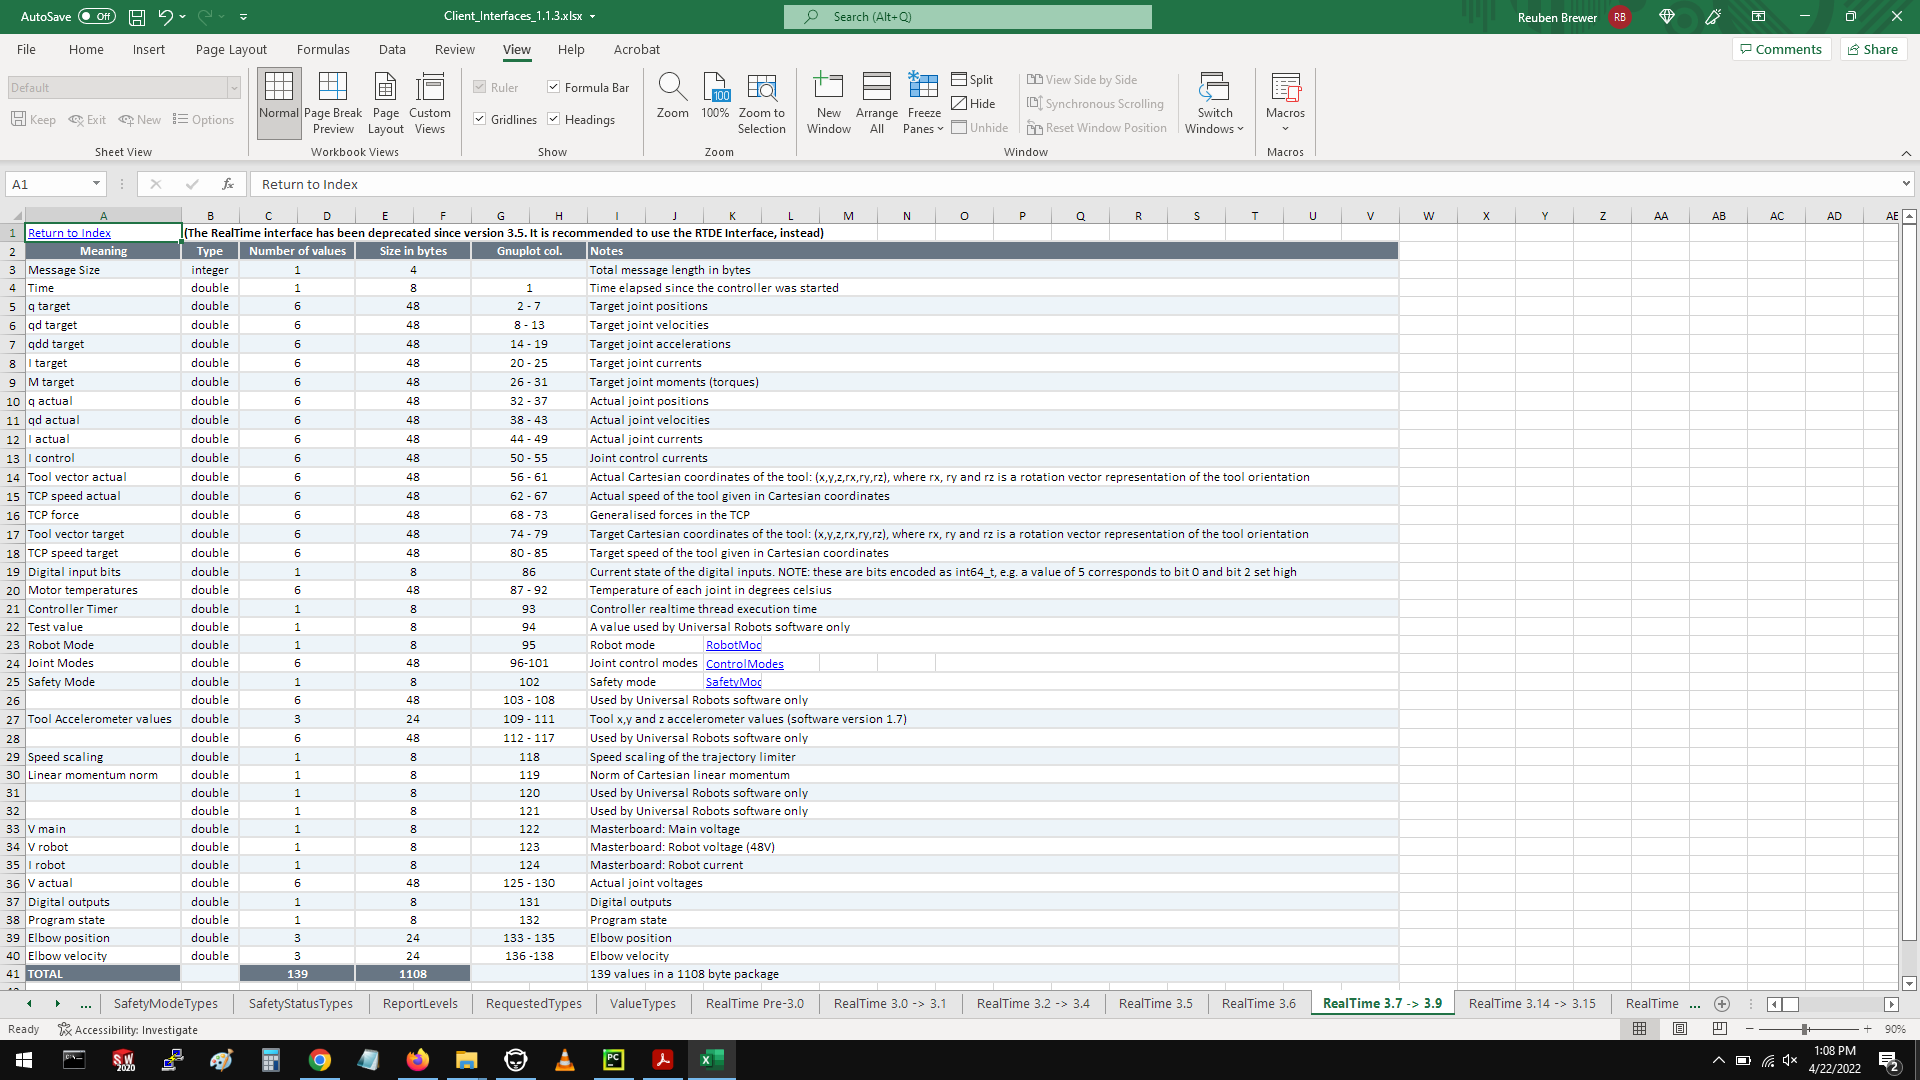 AutoSave Off Client_Interfaces_1.1.3.xlsx Search (Alt+Q) Reuben Brewer RB
File Home Insert Page Layout Formulas Data Review View Help Acrobat Comments Share
Default
Keep Exit New Options
Sheet View
Normal Page Break Preview Page Layout Custom Views
Workbook Views
Ruler Formula Bar
Gridlines Headings
Show
Zoom 100 100% Zoom to Selection
Zoom
New Window Arrange All Freeze Panes
Split
Hide
Unhide
View Side by Side
Synchronous Scrolling
Reset Window Position
Switch Windows
Window
Macros
Macros
A1 fx Return to Index
A B C D E F G H I J K L M N O P Q R S T U V W X Y Z AA AB AC AD AE
1 Return to Index (The RealTime interface has been deprecated since version 3.5. It is recommended to use the RTDE Interface, instead)
2 Meaning Type Number of values Size in bytes Gnuplot col. Notes
3 Message Size integer 1 4 Total message length in bytes
4 Time double 1 8 1 Time elapsed since the controller was started
5 q target double 6 48 2 - 7 Target joint positions
6 qd target double 6 48 8 - 13 Target joint velocities
7 qdd target double 6 48 14 - 19 Target joint accelerations
8 I target double 6 48 20 - 25 Target joint currents
9 M target double 6 48 26 - 31 Target joint moments (torques)
10 q actual double 6 48 32 - 37 Actual joint positions
11 qd actual double 6 48 38 - 43 Actual joint velocities
12 I actual double 6 48 44 - 49 Actual joint currents
13 I control double 6 48 50 - 55 Joint control currents
14 Tool vector actual double 6 48 56 - 61 Actual Cartesian coordinates of the tool: (x,y,z,rx,ry,rz), where rx, ry and rz is a rotation vector representation of the tool orientation
15 TCP speed actual double 6 48 62 - 67 Actual speed of the tool given in Cartesian coordinates
16 TCP force double 6 48 68 - 73 Generalised forces in the TCP
17 Tool vector target double 6 48 74 - 79 Target Cartesian coordinates of the tool: (x,y,z,rx,ry,rz), where rx, ry and rz is a rotation vector representation of the tool orientation
18 TCP speed target double 6 48 80 - 85 Target speed of the tool given in Cartesian coordinates
19 Digital input bits double 1 8 86 Current state of the digital inputs. NOTE: these are bits encoded as int64_t, e.g. a value of 5 corresponds to bit 0 and bit 2 set high
20 Motor temperatures double 6 48 87 - 92 Temperature of each joint in degrees celsius
21 Controller Timer double 1 8 93 Controller realtime thread execution time
22 Test value double 1 8 94 A value used by Universal Robots software only
23 Robot Mode double 1 8 95 Robot mode RobotMod
24 Joint Modes double 6 48 96-101 Joint control modes ControlModes
25 Safety Mode double 1 8 102 Safety mode SafetyMod
26 double 6 48 103 - 108 Used by Universal Robots software only
27 Tool Accelerometer values double 3 24 109 - 111 Tool x,y and z accelerometer values (software version 1.7)
28 double 6 48 112 - 117 Used by Universal Robots software only
29 Speed scaling double 1 8 118 Speed scaling of the trajectory limiter
30 Linear momentum norm double 1 8 119 Norm of Cartesian linear momentum
31 double 1 8 120 Used by Universal Robots software only
32 double 1 8 121 Used by Universal Robots software only
33 V main double 1 8 122 Masterboard: Main voltage
34 V robot double 1 8 123 Masterboard: Robot voltage (48V)
35 I robot double 1 8 124 Masterboard: Robot current
36 V actual double 6 48 125 - 130 Actual joint voltages
37 Digital outputs double 1 8 131 Digital outputs
38 Program state double 1 8 132 Program state
39 Elbow position double 3 24 133 - 135 Elbow position
40 Elbow velocity double 3 24 136 -138 Elbow velocity
41 TOTAL 139 1108 139 values in a 1108 byte package
... SafetyModeTypes SafetyStatusTypes ReportLevels RequestedTypes ValueTypes RealTime Pre-3.0 RealTime 3.0 -> 3.1 RealTime 3.2 -> 3.4 RealTime 3.5 RealTime 3.6 RealTime 3.7 -> 3.9 RealTime 3.14 -> 3.15 RealTime ...
Ready Accessibility: Investigate 90%
SW 2020 PC
1:08 PM
4/22/2022
2